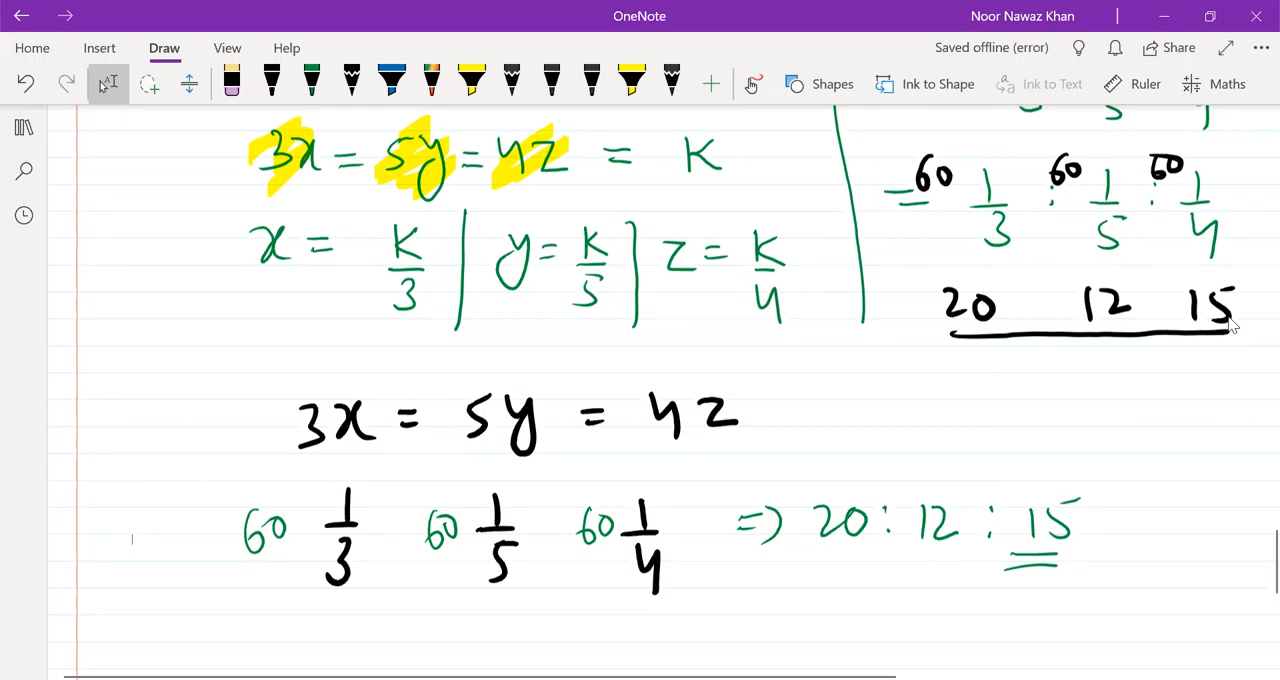 OneNote
Noor Nawaz Khan
Home Insert Draw View Help
Saved offline (error) Share
Ink to Shape Ink to Text Ruler Maths
Shapes
3x = 5y = 4z = K
x = K/3 | y = K/5 | z = K/4
= 60 1/3 : 60 1/5 : 60 1/4
20 12 15
3x = 5y = 4z
60 1/3 60 1/5 60 1/4 => 20 : 12 : 15